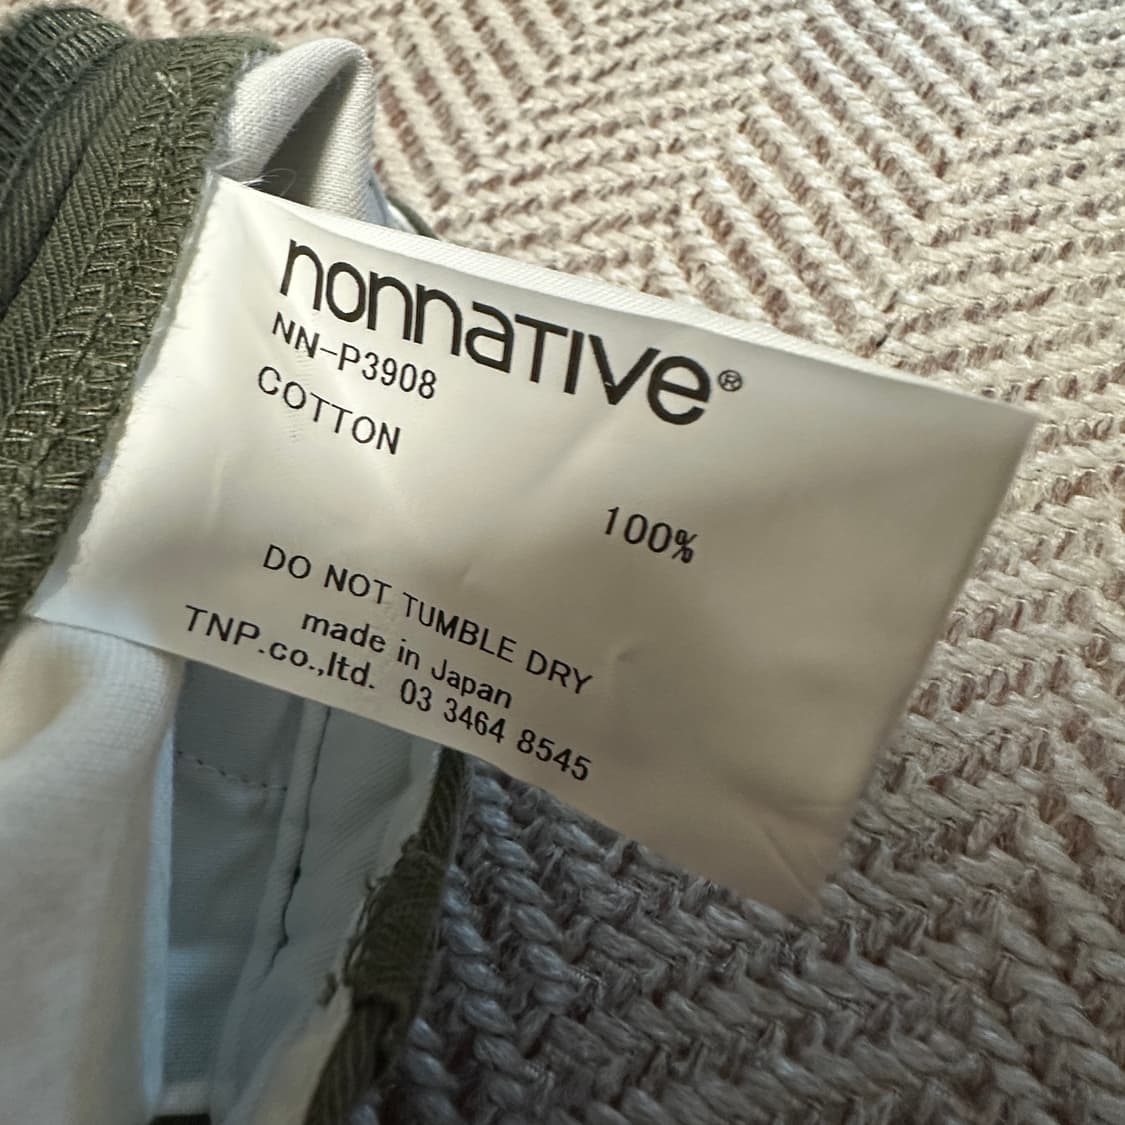 nonnaTIVe®
NN-P3908
COTTON
100%
DO NOT TUMBLE DRY
made in Japan
TNP.co.,ltd. 03 3464 8545